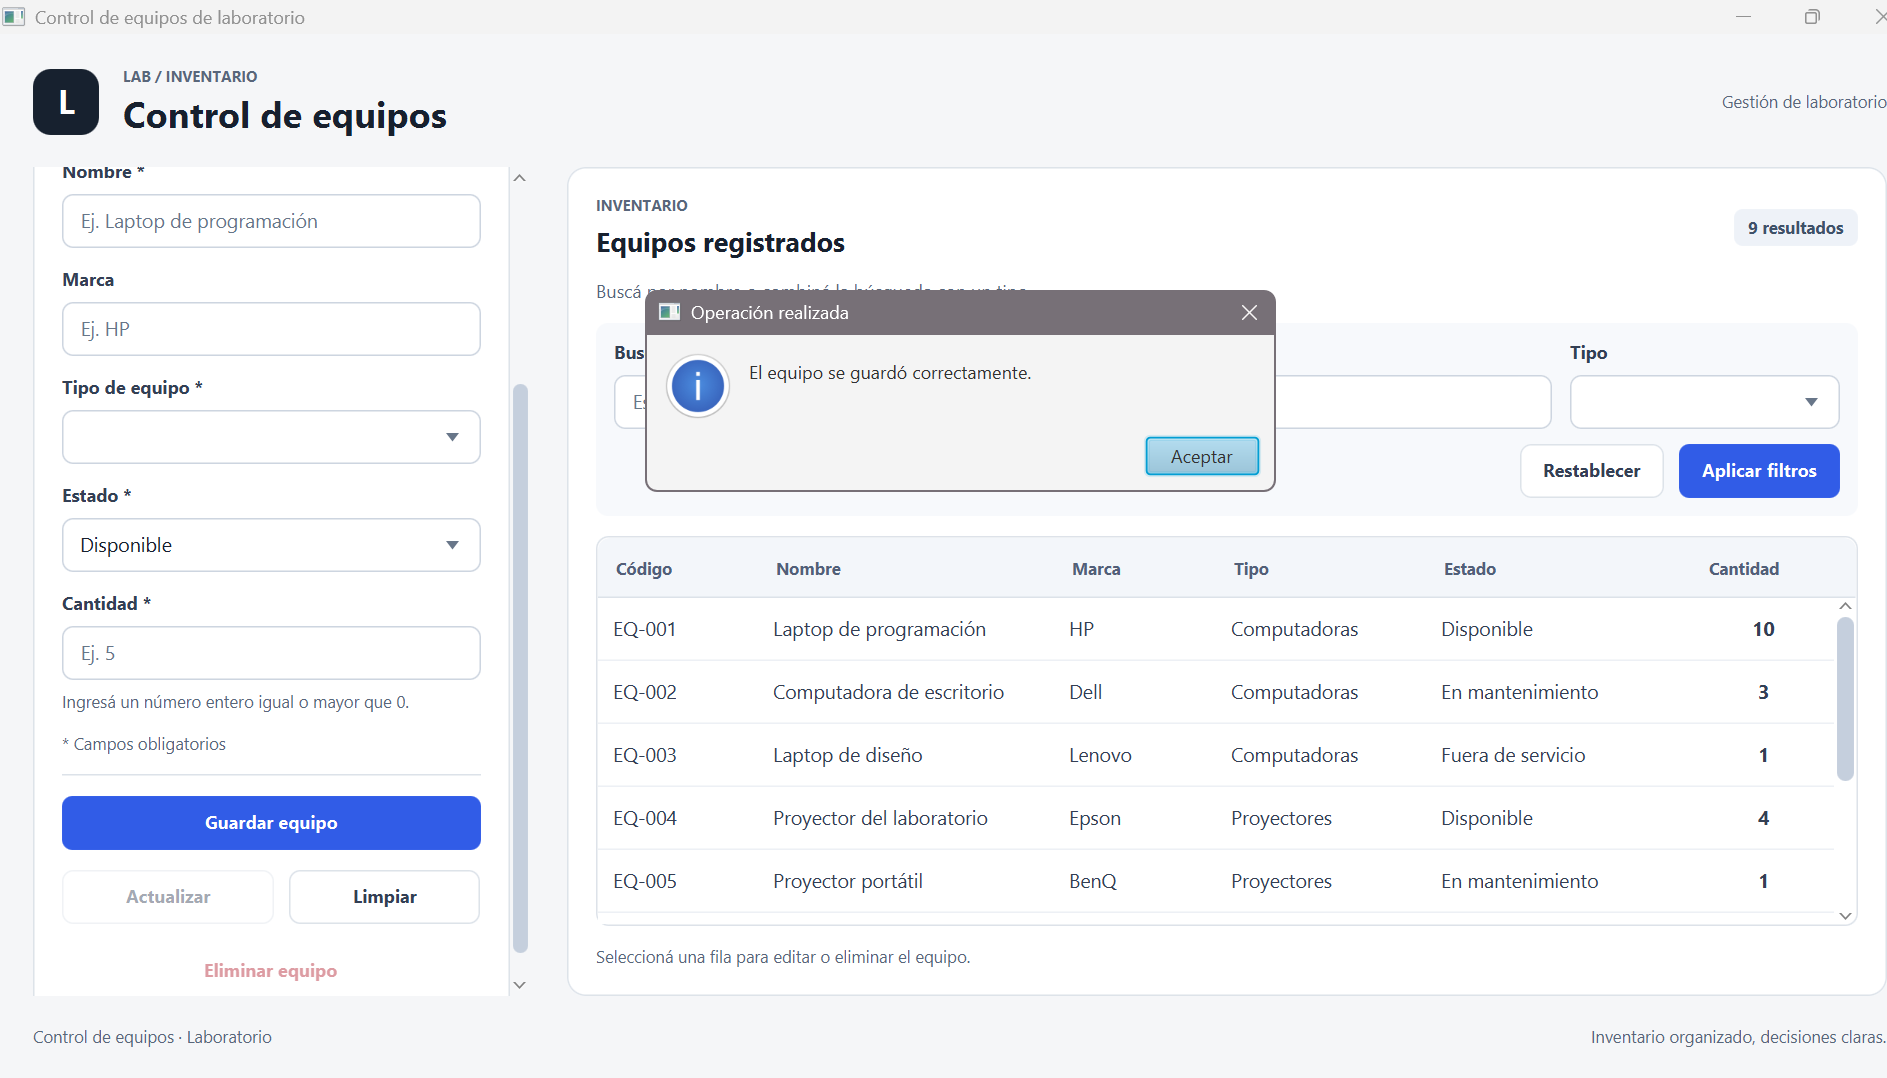 Control de equipos de laboratorio
L
LAB / INVENTARIO
Control de equipos
Gestión de laboratorio
Nombre *
Ej. Laptop de programación
Marca
Ej. HP
Tipo de equipo *
Estado *
Disponible
Cantidad *
Ej. 5
Ingresá un número entero igual o mayor que 0.
* Campos obligatorios
Guardar equipo
Actualizar
Limpiar
Eliminar equipo
INVENTARIO
Equipos registrados
9 resultados
Buscá
Operación realizada
El equipo se guardó correctamente.
Aceptar
Tipo
Restablecer
Aplicar filtros
Código Nombre Marca Tipo Estado Cantidad
EQ-001 Laptop de programación HP Computadoras Disponible 10
EQ-002 Computadora de escritorio Dell Computadoras En mantenimiento 3
EQ-003 Laptop de diseño Lenovo Computadoras Fuera de servicio 1
EQ-004 Proyector del laboratorio Epson Proyectores Disponible 4
EQ-005 Proyector portátil BenQ Proyectores En mantenimiento 1
Seleccioná una fila para editar o eliminar el equipo.
Control de equipos · Laboratorio
Inventario organizado, decisiones claras.